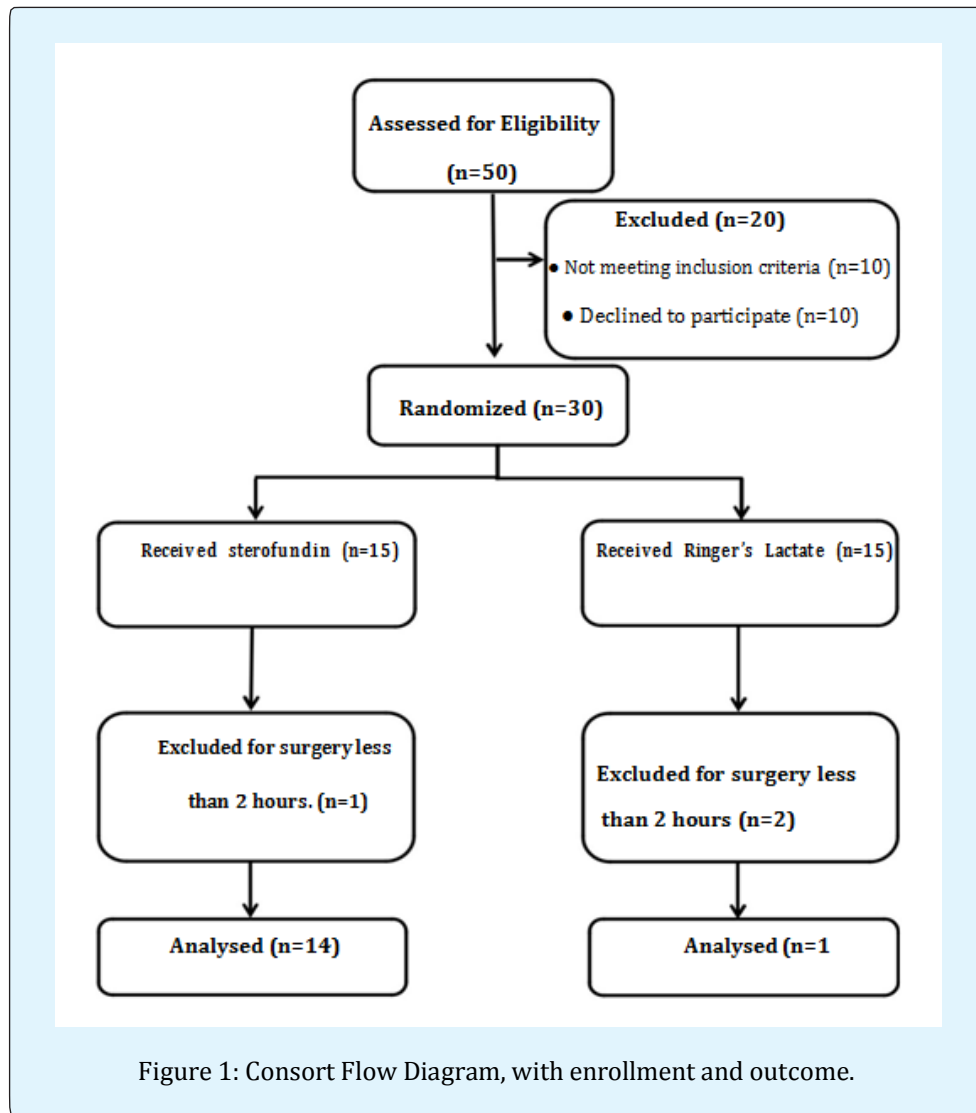 Assessed for Eligibility
(n=50)
Excluded (n=20)
● Not meeting inclusion criteria (n=10)
● Declined to participate (n=10)
Randomized (n=30)
Received sterofundin (n=15)
Received Ringer's Lactate (n=15)
Excluded for surgery less
than 2 hours. (n=1)
Excluded for surgery less
than 2 hours (n=2)
Analysed (n=14)
Analysed (n=1
Figure 1: Consort Flow Diagram, with enrollment and outcome.